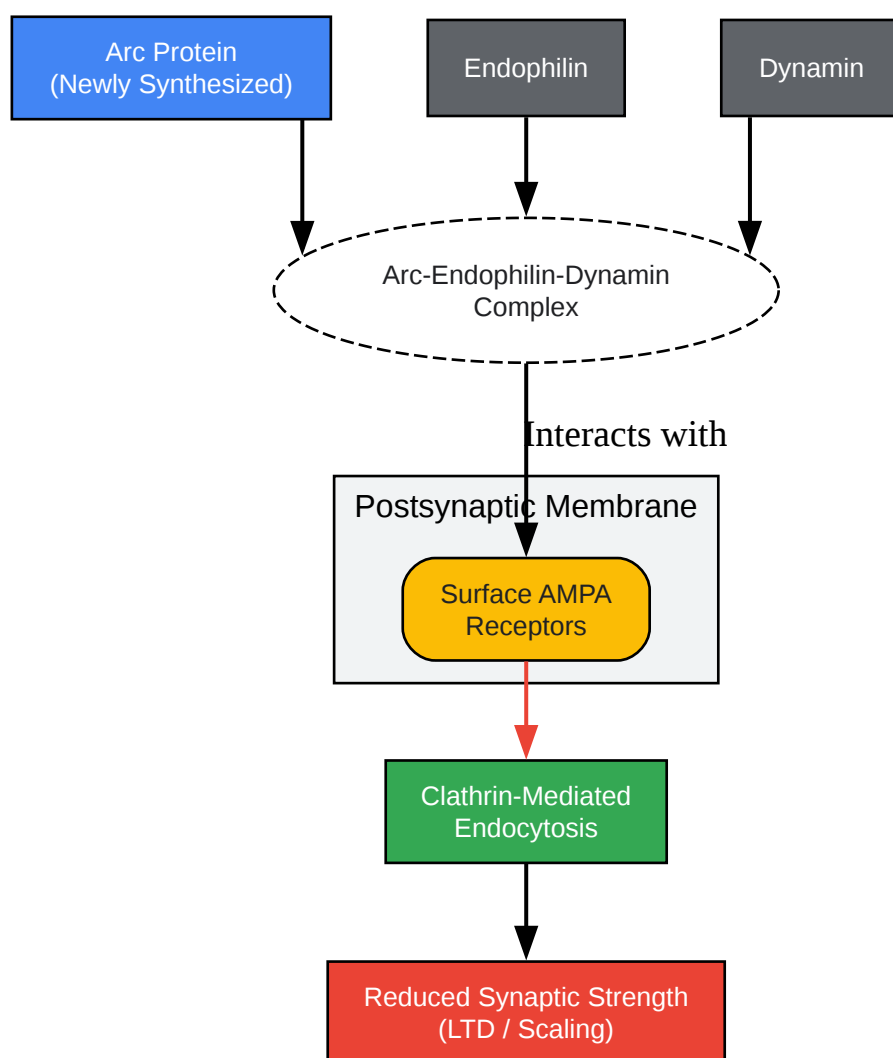 Arc Protein
(Newly Synthesized)
Endophilin
Dynamin
Arc-Endophilin-Dynamin
Complex
Interacts with
Postsynaptic Membrane
Surface AMPA
Receptors
Clathrin-Mediated
Endocytosis
Reduced Synaptic Strength
(LTD / Scaling)